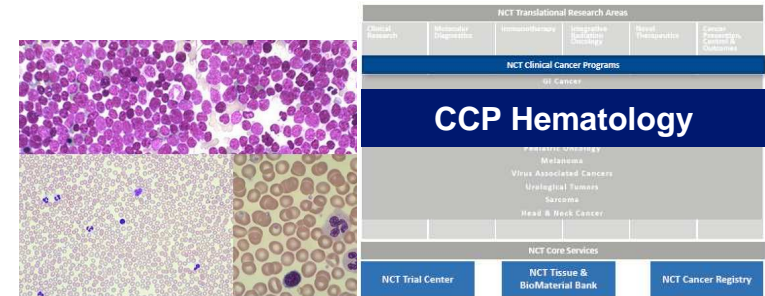 NCT Translational Research Areas
Clinical
Research
Molecular
Diagnostics
Immunotherapy
Integrative
Radiation
Oncology
Novel
Therapeutics
Cancer
Prevention,
Control &
Outcomes
NCT Clinical Cancer Programs
GI Cancer
CCP Hematology
Pediatric Oncology
Melanoma
Virus Associated Cancers
Urological Tumors
Sarcoma
Head & Neck Cancer
NCT Core Services
NCT Trial Center
NCT Tissue &
BioMaterial Bank
NCT Cancer Registry